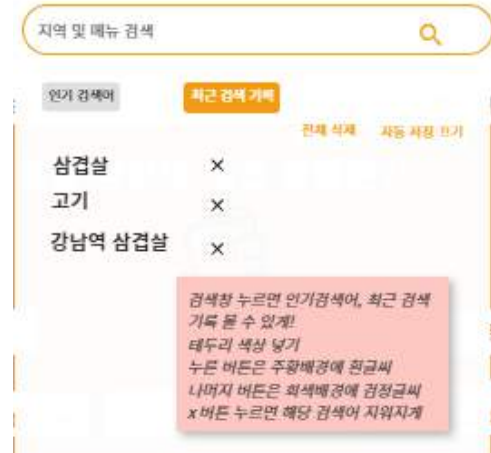 지역 및 메뉴 검색
인기 검색어 최근 검색 기록
전체 삭제 자동 저장 끄기
삼겹살 ×
고기 ×
강남역 삼겹살 ×
검색창 누르면 인기검색어, 최근 검색
기록 볼 수 있게!
테두리 색상 넣기
누른 버튼은 주황배경에 흰글씨
나머지 버튼은 회색배경에 검정글씨
x 버튼 누르면 해당 검색어 지워지게